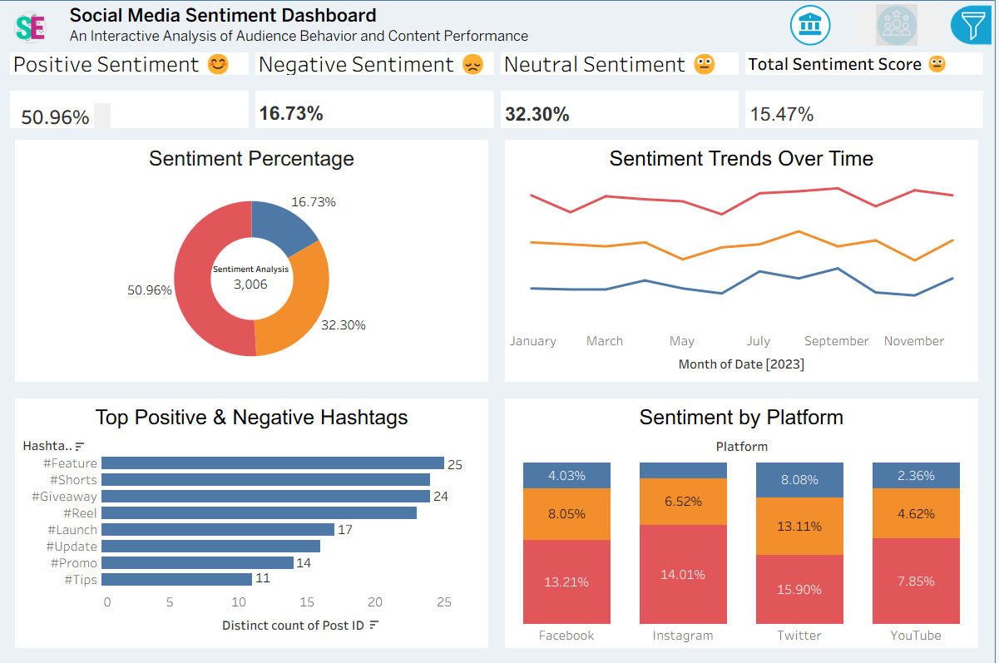 SE
Social Media Sentiment Dashboard
An Interactive Analysis of Audience Behavior and Content Performance
Positive Sentiment 😊
Negative Sentiment 😞
Neutral Sentiment 😐
Total Sentiment Score 😐
50.96%
16.73%
32.30%
15.47%
Sentiment Percentage
16.73%
Sentiment Analysis
3,006
50.96%
32.30%
Sentiment Trends Over Time
January March May July September November
Month of Date [2023]
Top Positive & Negative Hashtags
Hashta..
#Feature 25
#Shorts
#Giveaway 24
#Reel
#Launch 17
#Update
#Promo 14
#Tips 11
0 5 10 15 20 25
Distinct count of Post ID
Sentiment by Platform
Platform
4.03% 8.08% 2.36%
8.05% 6.52% 13.11% 4.62%
13.21% 14.01% 15.90% 7.85%
Facebook Instagram Twitter YouTube